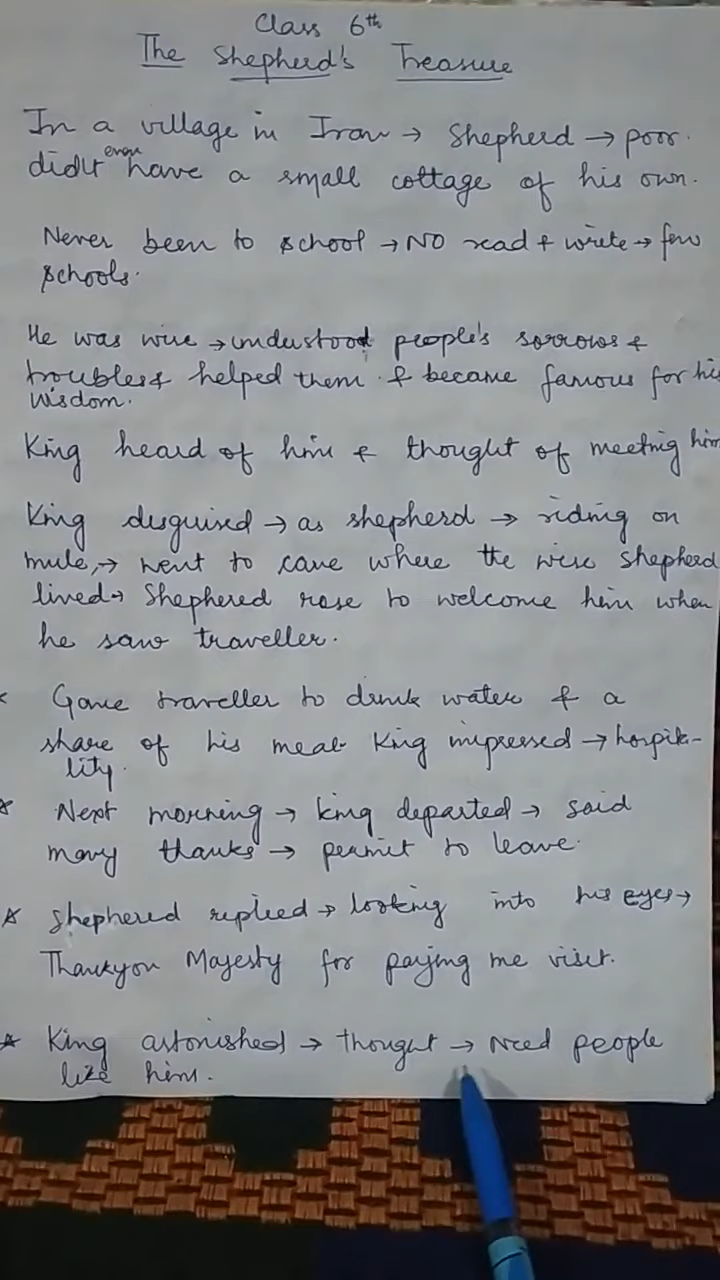 Class 6th
The Shepherd's Treasure
In a village in Iran → Shepherd → poor.
even
didn't have a small cottage of his own.
Never been to school → NO read + write → few
schools.
He was wise → understood people's sorrows &
troubles & helped them & became famous for his
wisdom.
King heard of him & thought of meeting him
King disguised → as shepherd → riding on
mule, → went to cave where the wise shepherd
lived → Shephered rose to welcome him when
he saw traveller.
Gave traveller to drink water & a
share of his meal King impressed → hospita-
lity.
* Next morning → king departed → said
many thanks → permit to leave.
* Shephered replied → looking into his eyes →
Thankyou Majesty for paying me visit.
* King astonished → thought → Need people
like him.